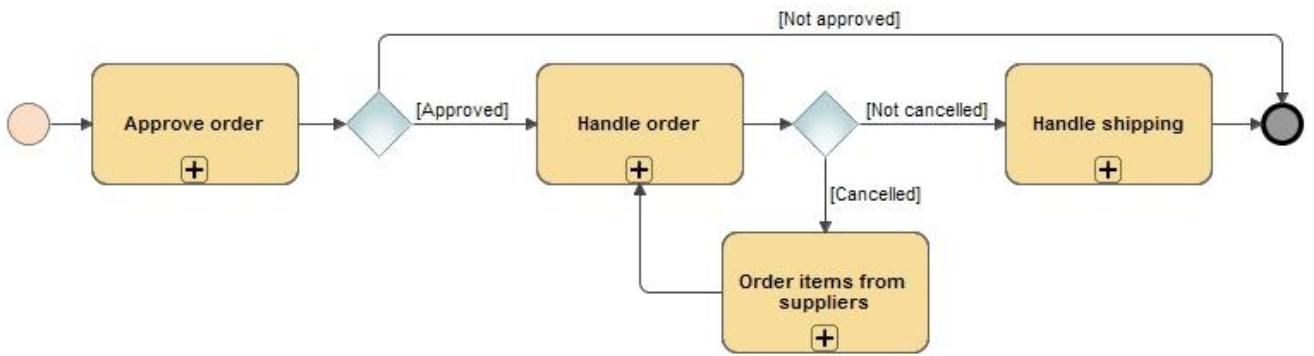 [Not approved]
Approve order
[Approved]
Handle order
[Not cancelled]
Handle shipping
[Cancelled]
Order items from
suppliers